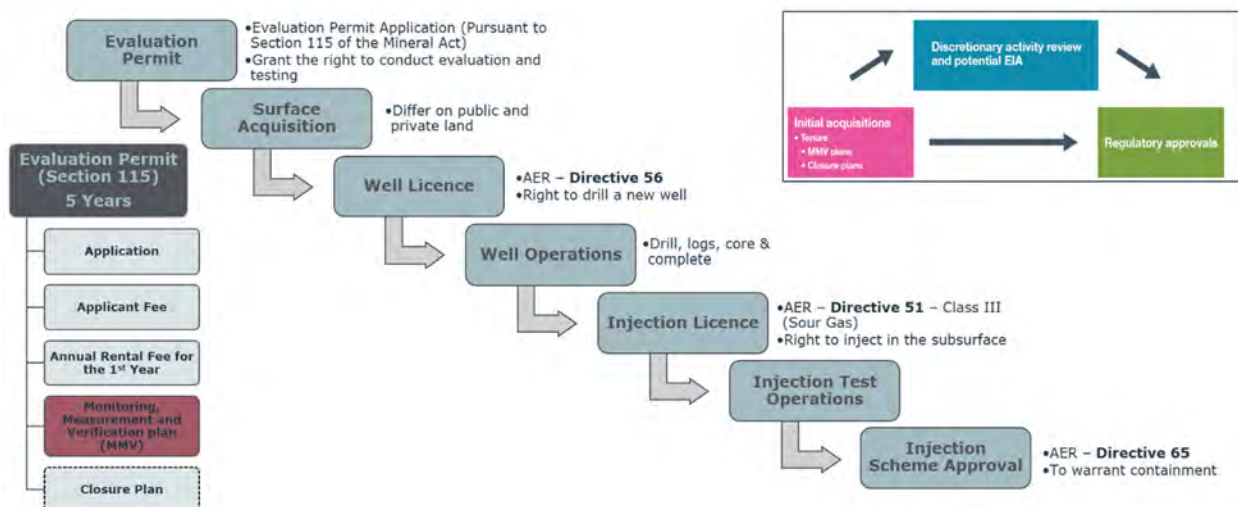 Evaluation
Permit
•Evaluation Permit Application (Pursuant to
Section 115 of the Mineral Act)
•Grant the right to conduct evaluation and
testing
Surface
Acquisition
•Differ on public and
private land
Well Licence
•AER – Directive 56
•Right to drill a new well
Well Operations
•Drill, logs, core &
complete
Injection Licence
•AER – Directive 51 – Class III
(Sour Gas)
•Right to inject in the subsurface
Injection Test
Operations
Injection
Scheme Approval
•AER – Directive 65
•To warrant containment
Evaluation Permit
(Section 115)
5 Years
Application
Applicant Fee
Annual Rental Fee for
the 1st Year
Monitoring,
Measurement and
Verification plan
(MMV)
Closure Plan
Discretionary activity review
and potential EIA
Initial acquisitions
• Tenure
• MMV plans
• Closure plans
Regulatory approvals